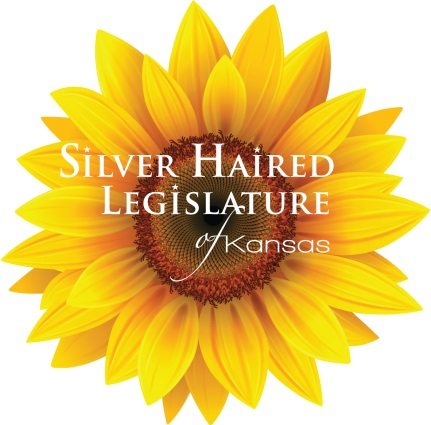 Silver Haired
Legislature
of Kansas